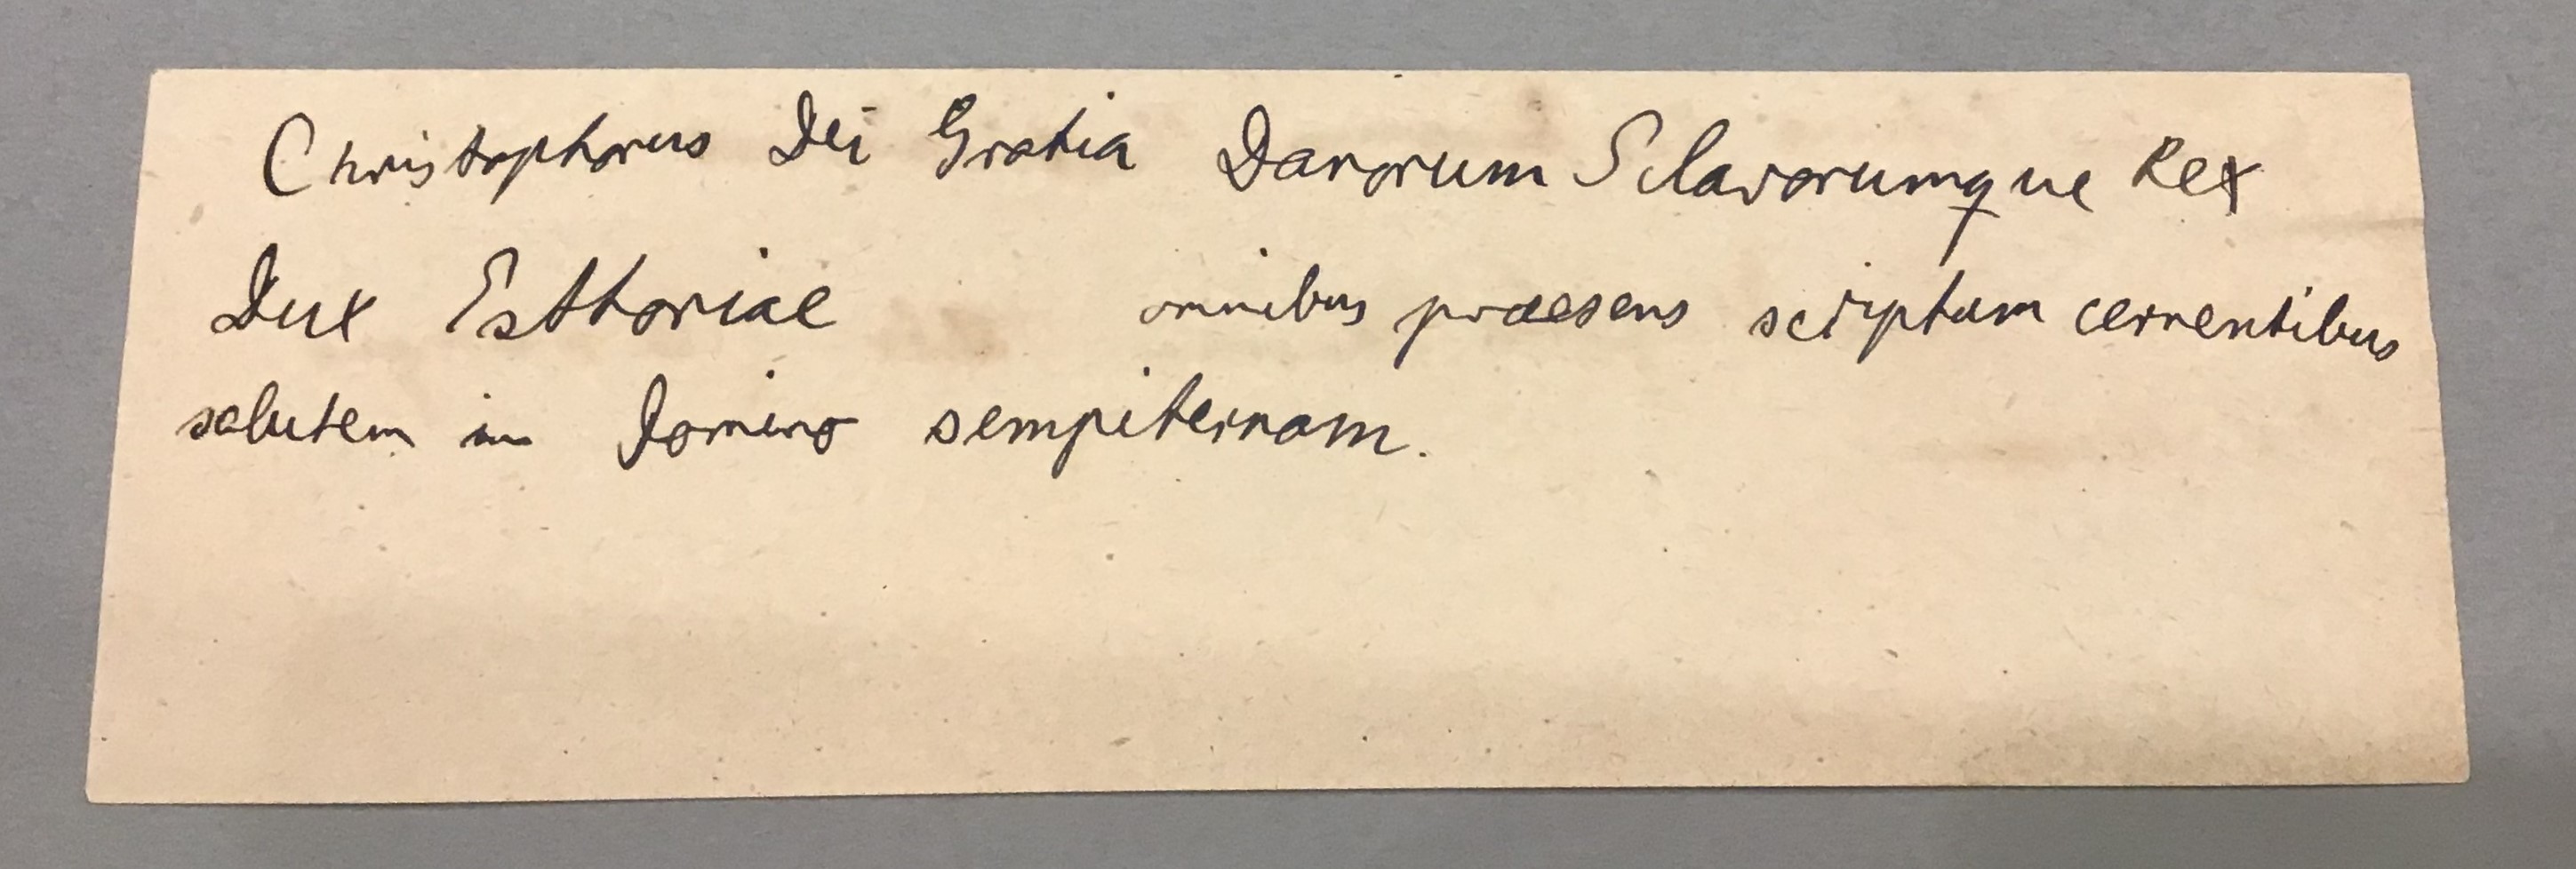 Christophorus Dei Gratia Danorum Sclavorumque Rex
Dux Esthoniae omnibus praesens scriptum cernentibus
salutem in Domino sempiternam.